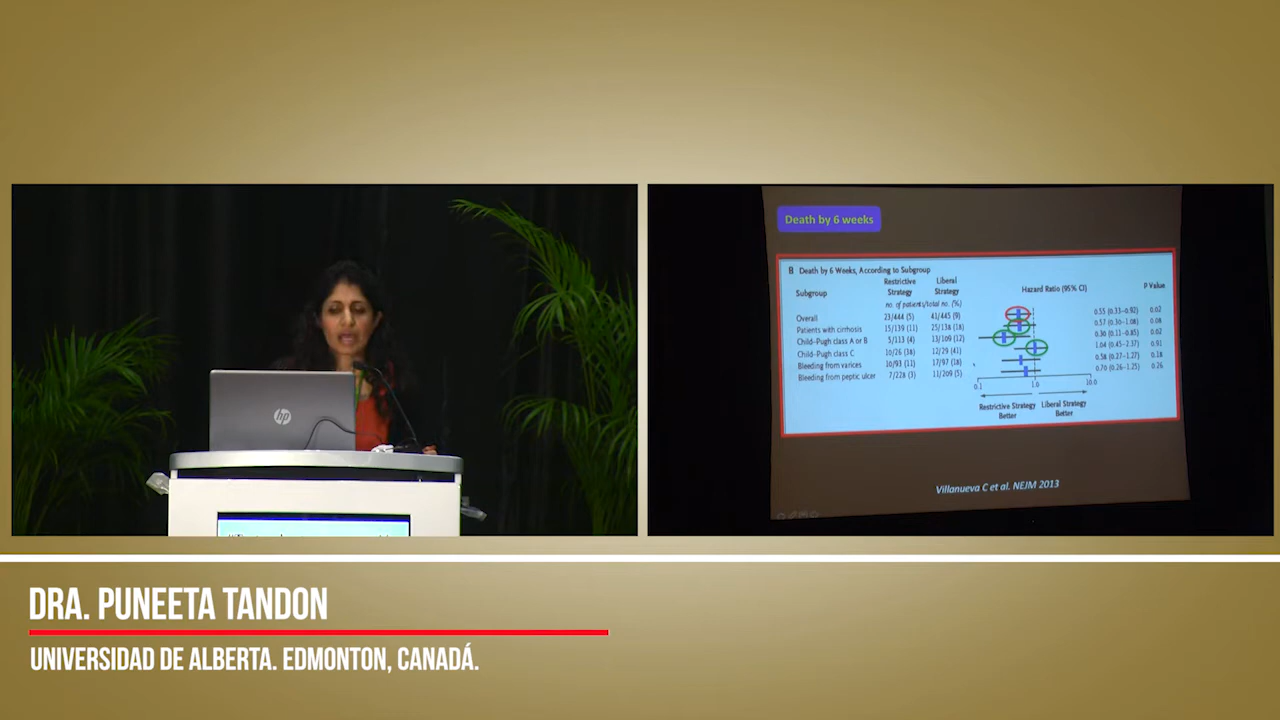 Death by 6 weeks
B Death by 6 Weeks, According to Subgroup
Subgroup Restrictive Strategy Liberal Strategy Hazard Ratio (95% CI) P Value
no. of patients/total no. (%)
Overall 23/444 (5) 41/445 (9) 0.55 (0.33–0.92) 0.02
Patients with cirrhosis 15/139 (11) 25/138 (18) 0.57 (0.30–1.08) 0.08
Child–Pugh class A or B 5/113 (4) 13/109 (12) 0.30 (0.11–0.85) 0.02
Child–Pugh class C 10/26 (38) 12/29 (41) 1.04 (0.45–2.37) 0.91
Bleeding from varices 10/93 (11) 17/97 (18) 0.58 (0.27–1.27) 0.18
Bleeding from peptic ulcer 7/228 (3) 11/209 (5) 0.70 (0.26–1.25) 0.26
0.1 1.0 10.0
Restrictive Strategy Better Liberal Strategy Better
Villanueva C et al. NEJM 2013
hp
DRA. PUNEETA TANDON
UNIVERSIDAD DE ALBERTA. EDMONTON, CANADÁ.